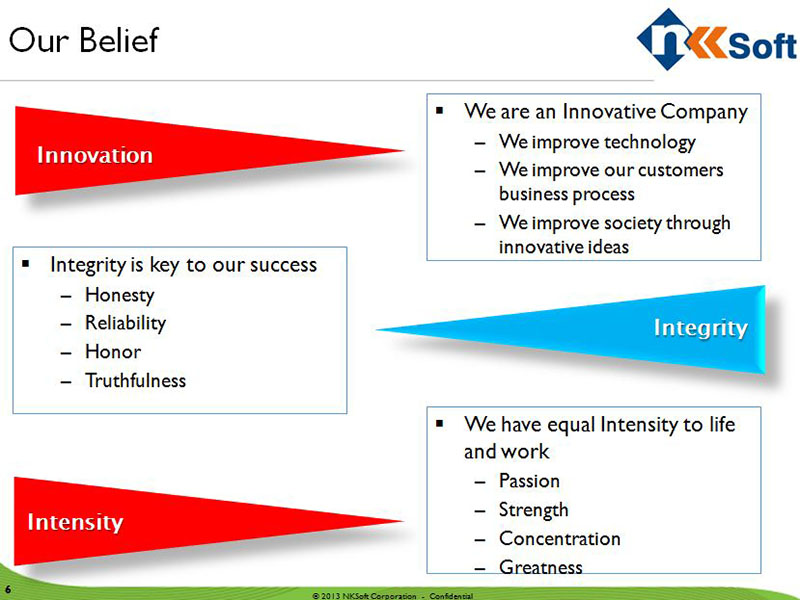 Our Belief
nkk Soft
Innovation
▪ We are an Innovative Company
– We improve technology
– We improve our customers
business process
– We improve society through
innovative ideas
▪ Integrity is key to our success
– Honesty
– Reliability
– Honor
– Truthfulness
Integrity
▪ We have equal Intensity to life
and work
– Passion
– Strength
– Concentration
– Greatness
Intensity
6
© 2013 NKSoft Corporation - Confidential